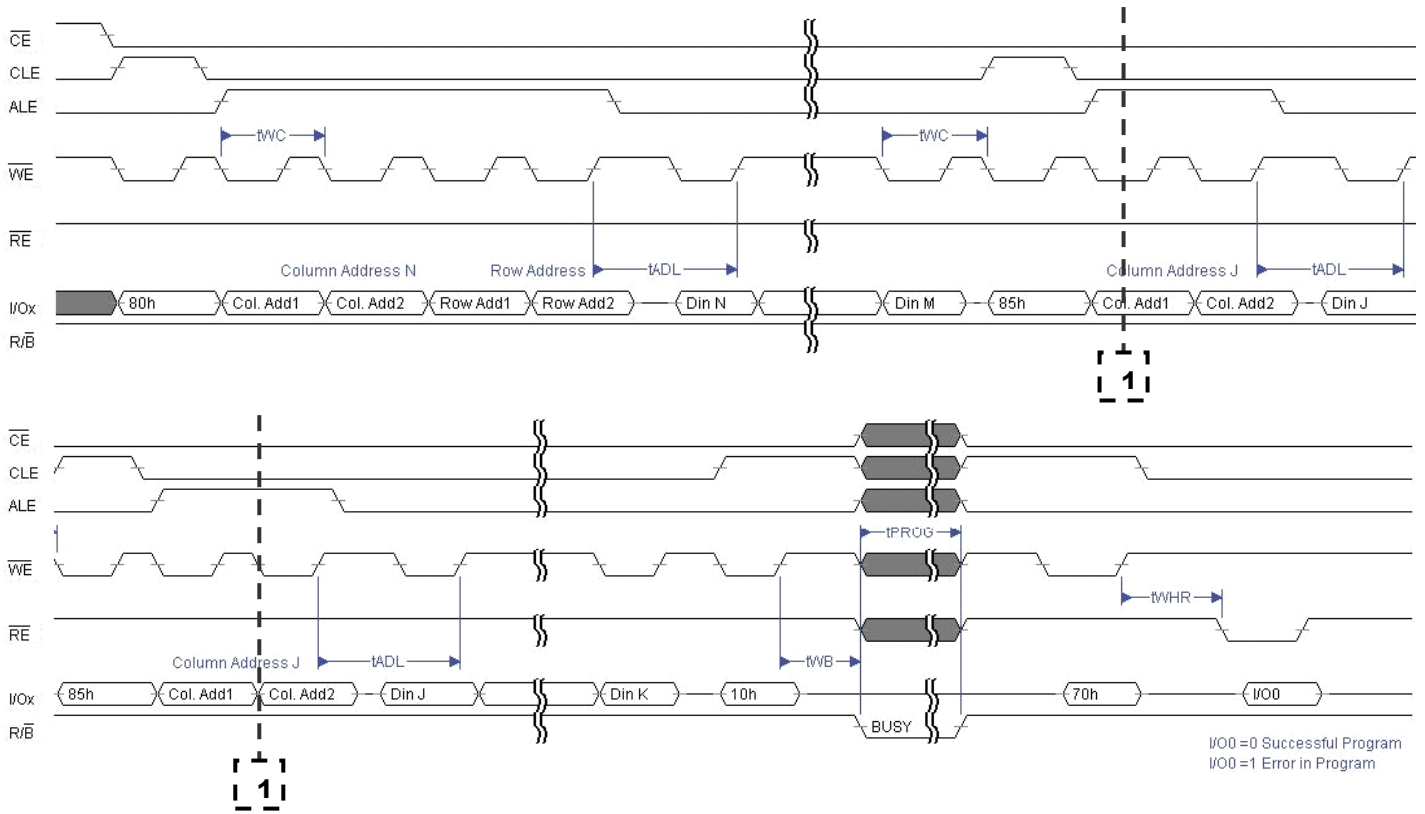 CE
CLE
ALE
tWC
tWC
WE
RE
Column Address N
Row Address
tADL
Column Address J
tADL
I/Ox
80h
Col. Add1
Col. Add2
Row Add1
Row Add2
Din N
Din M
85h
Col. Add1
Col. Add2
Din J
R/B
1
CE
CLE
ALE
tPROG
WE
tWHR
RE
Column Address J
tADL
tWB
I/Ox
85h
Col. Add1
Col. Add2
Din J
Din K
10h
70h
I/O0
R/B
BUSY
I/O0 =0 Successful Program
I/O0 =1 Error in Program
1